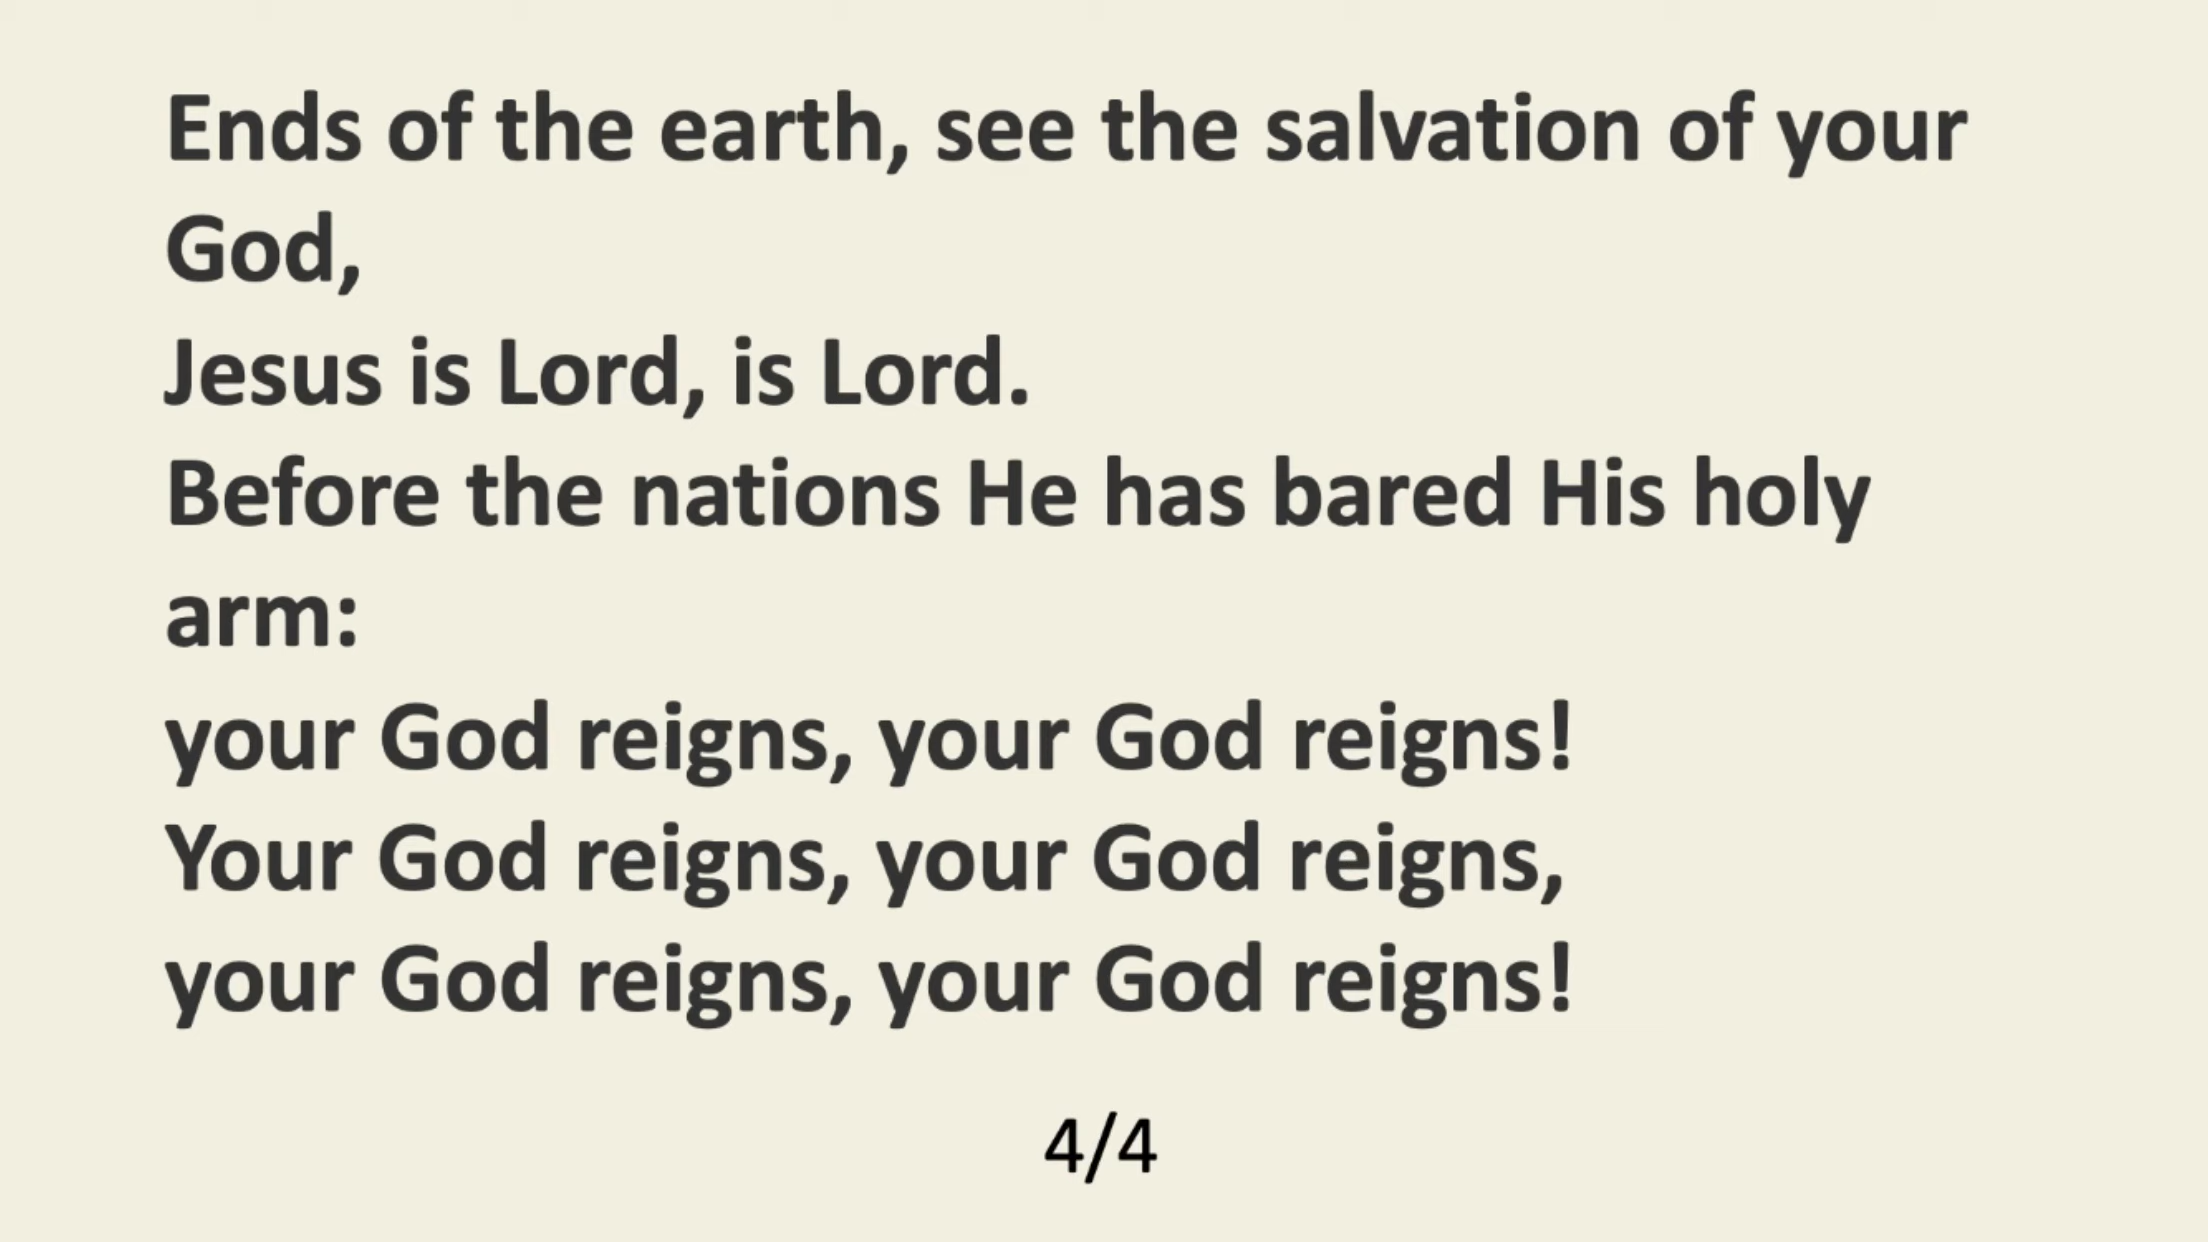 Ends of the earth, see the salvation of your
God,
Jesus is Lord, is Lord.
Before the nations He has bared His holy
arm:
your God reigns, your God reigns!
Your God reigns, your God reigns,
your God reigns, your God reigns!
4/4